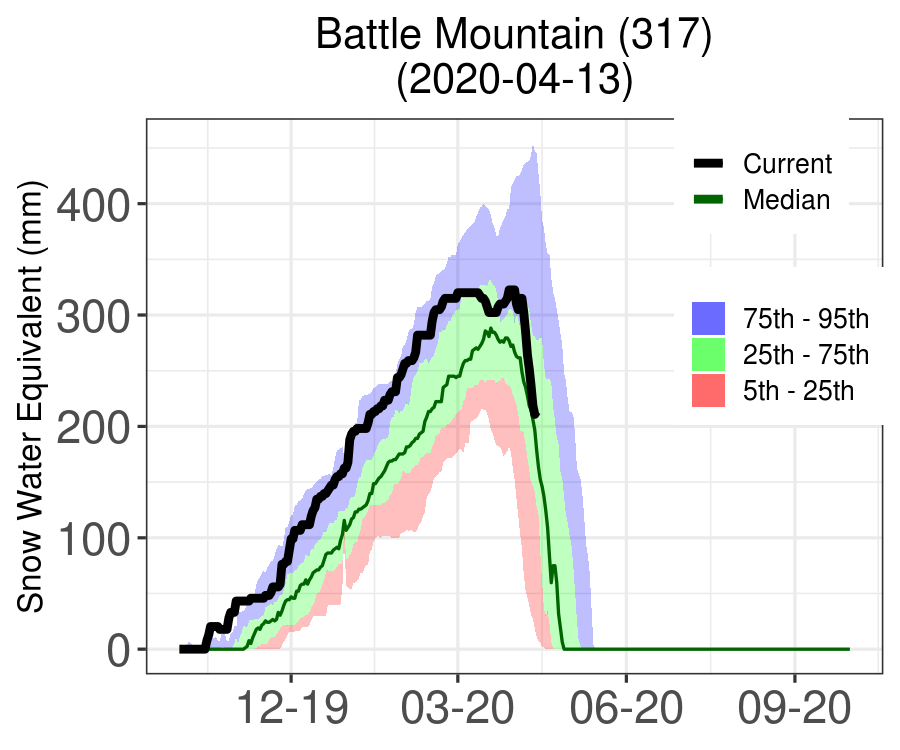 Battle Mountain (317)
(2020-04-13)
Snow Water Equivalent (mm)
400
300
200
100
0
12-19
03-20
06-20
09-20
Current
Median
75th - 95th
25th - 75th
5th - 25th